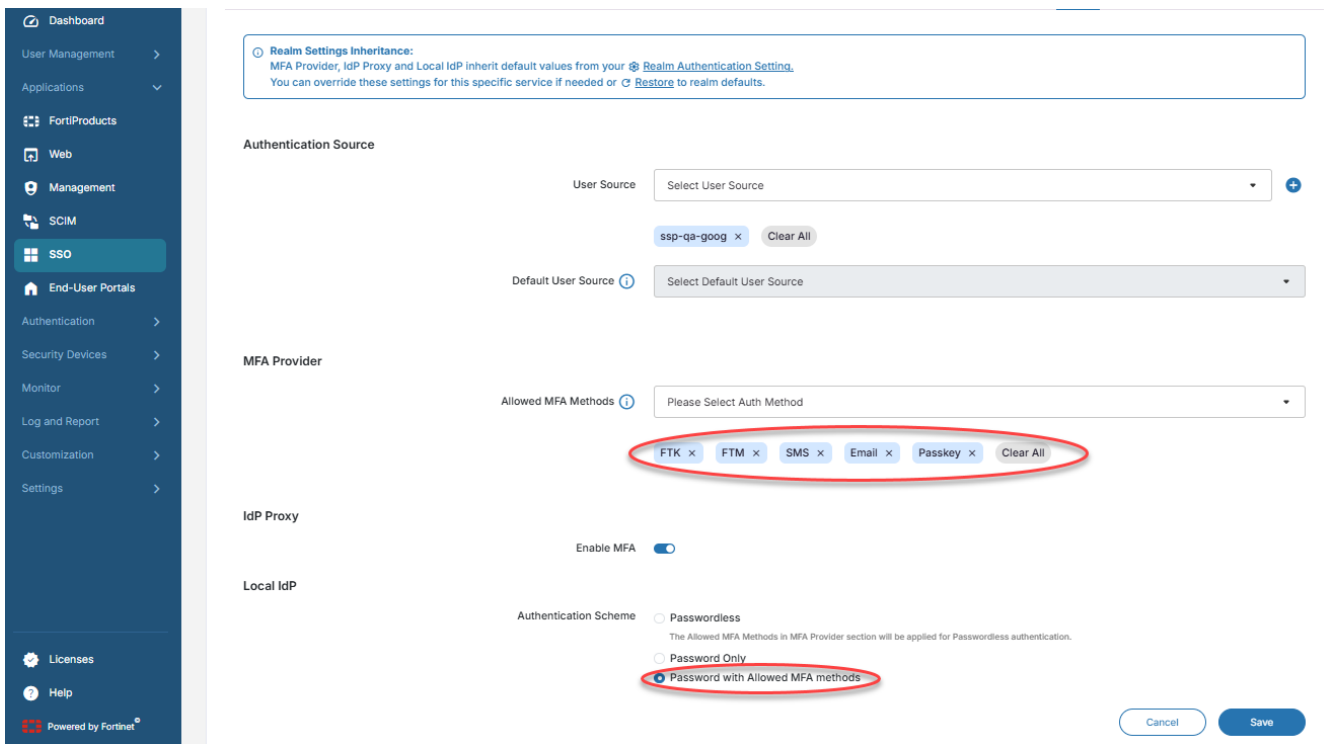 Dashboard
User Management
Applications
FortiProducts
Web
Management
SCIM
SSO
End-User Portals
Authentication
Security Devices
Monitor
Log and Report
Customization
Settings
Licenses
Help
Powered by Fortinet®
Realm Settings Inheritance:
MFA Provider, IdP Proxy and Local IdP inherit default values from your Realm Authentication Setting.
You can override these settings for this specific service if needed or Restore to realm defaults.
Authentication Source
User Source
Select User Source
ssp-qa-goog × Clear All
Default User Source
Select Default User Source
MFA Provider
Allowed MFA Methods
Please Select Auth Method
FTK × FTM × SMS × Email × Passkey × Clear All
IdP Proxy
Enable MFA
Local IdP
Authentication Scheme
Passwordless
The Allowed MFA Methods in MFA Provider section will be applied for Passwordless authentication.
Password Only
Password with Allowed MFA methods
Cancel
Save